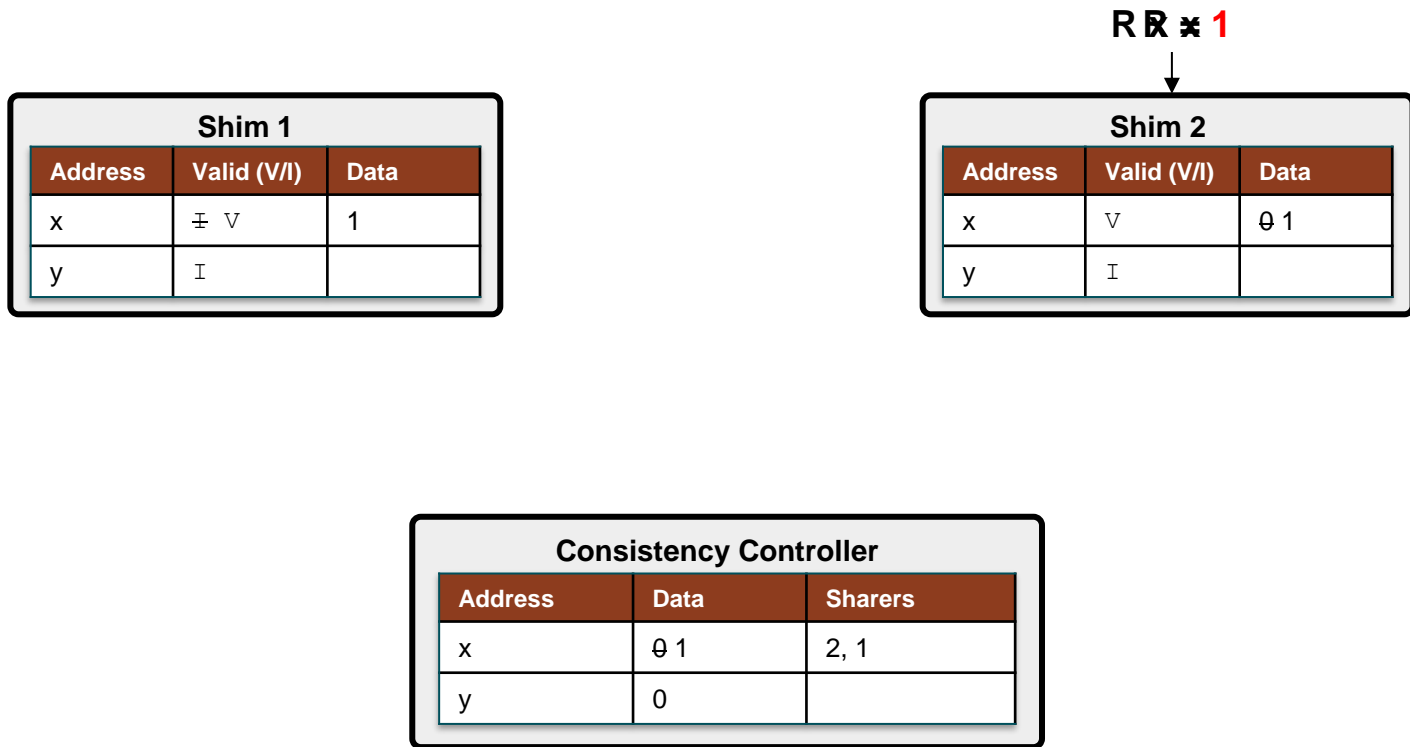 R x = 1
Shim 1
Address Valid (V/I) Data
x I V 1
y I
Shim 2
Address Valid (V/I) Data
x V 0 1
y I
Consistency Controller
Address Data Sharers
x 0 1 2, 1
y 0